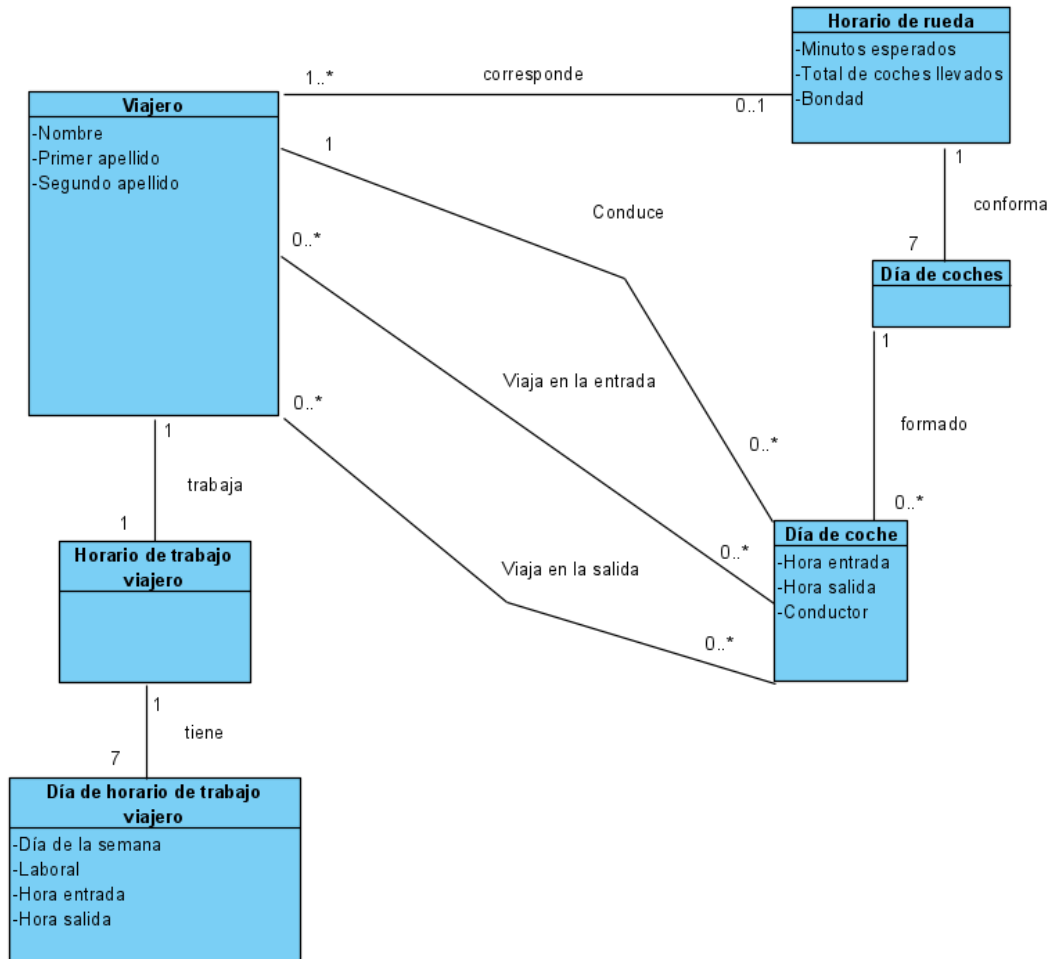 Horario de rueda
-Minutos esperados
-Total de coches llevados
-Bondad
corresponde
1..*
0..1
Viajero
-Nombre
-Primer apellido
-Segundo apellido
1
1
conforma
7
Conduce
0..*
Día de coches
1
Viaja en la entrada
0..*
formado
0..*
0..*
1
trabaja
1
Viaja en la salida
0..*
0..*
Día de coche
-Hora entrada
-Hora salida
-Conductor
Horario de trabajo
viajero
0..*
1
tiene
7
Día de horario de trabajo
viajero
-Día de la semana
-Laboral
-Hora entrada
-Hora salida